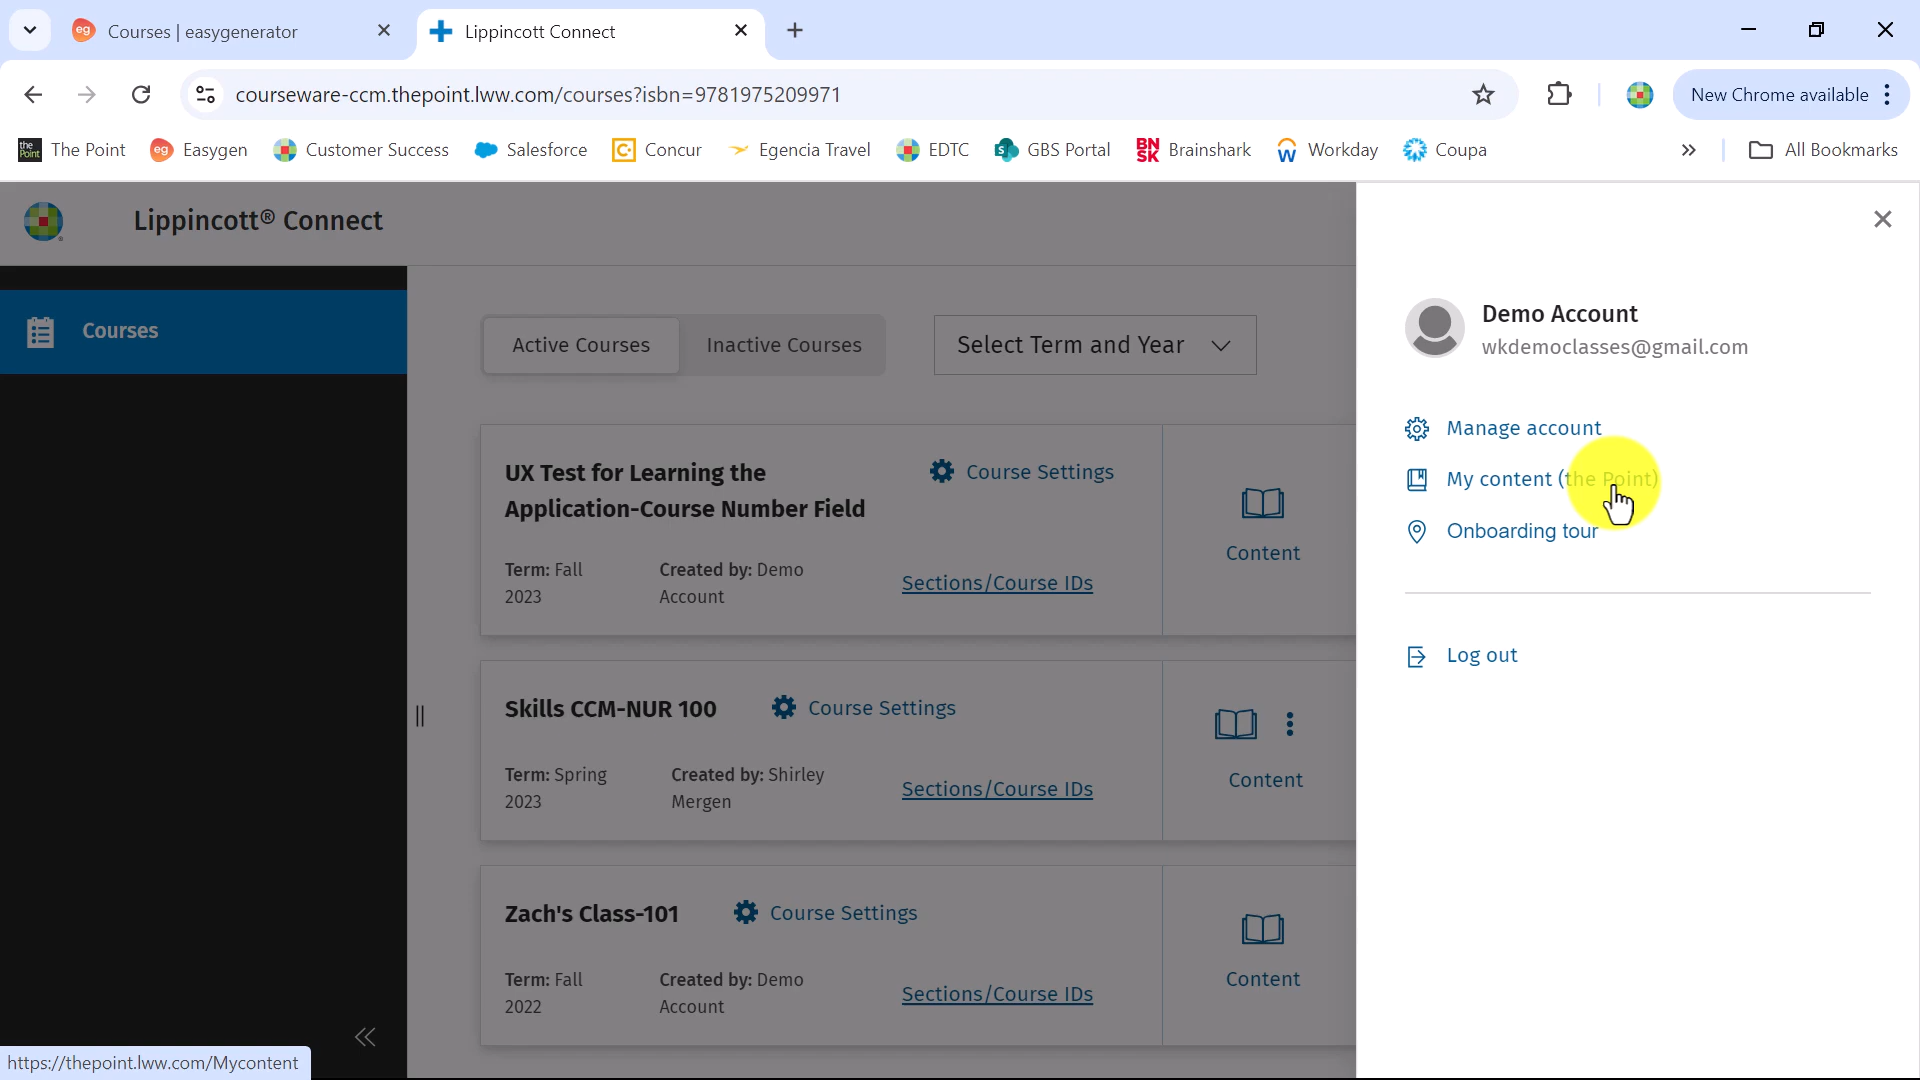 Courses | easygenerator
Lippincott Connect
courseware-ccm.thepoint.lww.com/courses?isbn=9781975209971
New Chrome available
the Point
The Point
eg
Easygen
Customer Success
Salesforce
Concur
Egencia Travel
EDTC
GBS Portal
BN SK
Brainshark
Workday
Coupa
All Bookmarks
Lippincott® Connect
Courses
Active Courses
Inactive Courses
Select Term and Year
UX Test for Learning the
Application-Course Number Field
Course Settings
Term: Fall
2023
Created by: Demo
Account
Sections/Course IDs
Content
Skills CCM-NUR 100
Course Settings
Term: Spring
2023
Created by: Shirley
Mergen
Sections/Course IDs
Content
Zach's Class-101
Course Settings
Term: Fall
2022
Created by: Demo
Account
Sections/Course IDs
Content
Demo Account
wkdemoclasses@gmail.com
Manage account
My content (the Point)
Onboarding tour
Log out
https://thepoint.lww.com/Mycontent